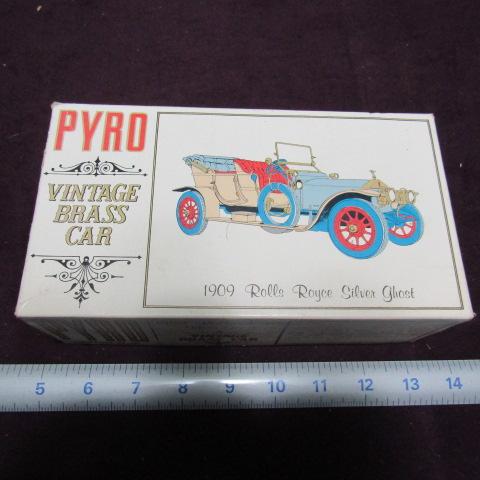 PYRO
VINTAGE
BRASS
CAR
1909 Rolls Royce Silver Ghost
5 6 7 8 9 10 11 12 13 14